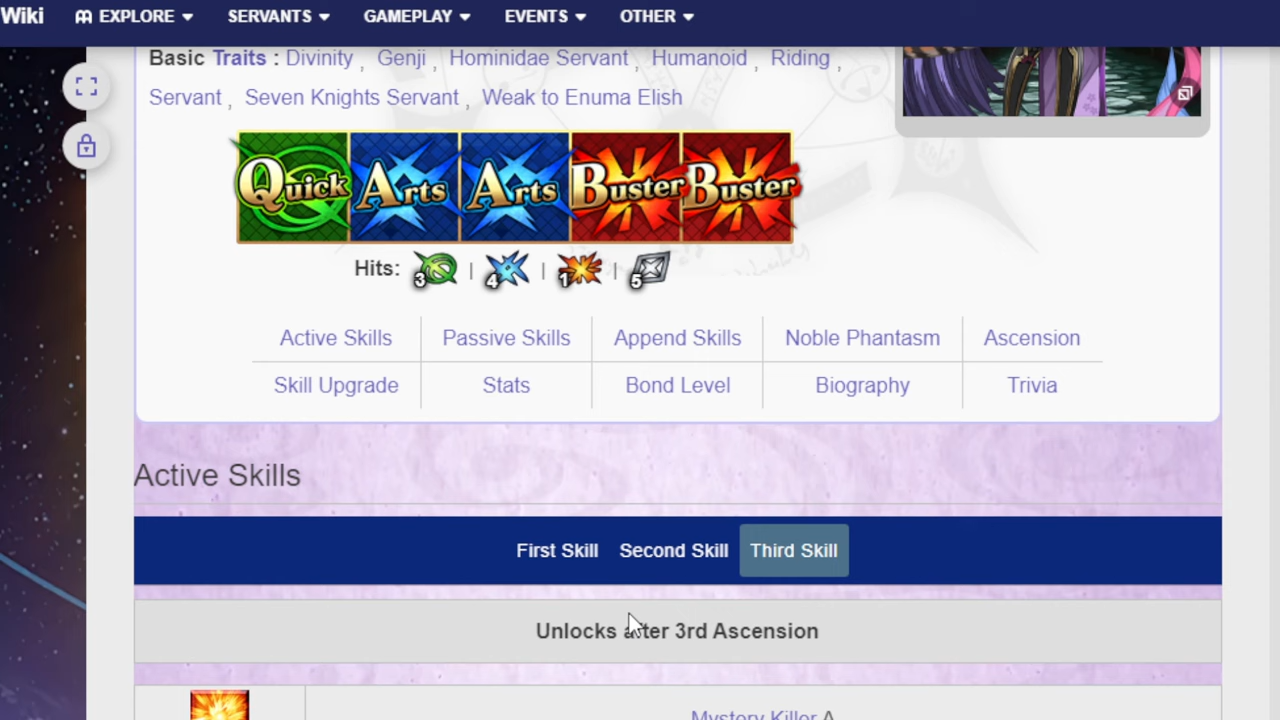 Wiki EXPLORE SERVANTS GAMEPLAY EVENTS OTHER
Basic Traits : Divinity , Genji , Hominidae Servant , Humanoid , Riding ,
Servant , Seven Knights Servant , Weak to Enuma Elish
Quick Arts Arts Buster Buster
Hits: 3 | 4 | 1 | 5
Active Skills Passive Skills Append Skills Noble Phantasm Ascension
Skill Upgrade Stats Bond Level Biography Trivia
Active Skills
First Skill Second Skill Third Skill
Unlocks after 3rd Ascension
Mystery Killer A